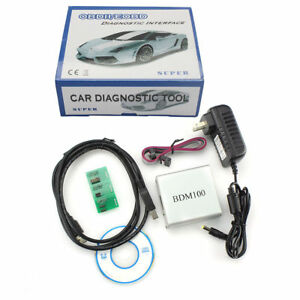 OBDII/EOBD
DIAGNOSTIC INTERFACE
CE
SUPER
CAR DIAGNOSTIC TOOL
SUPER
BDM100